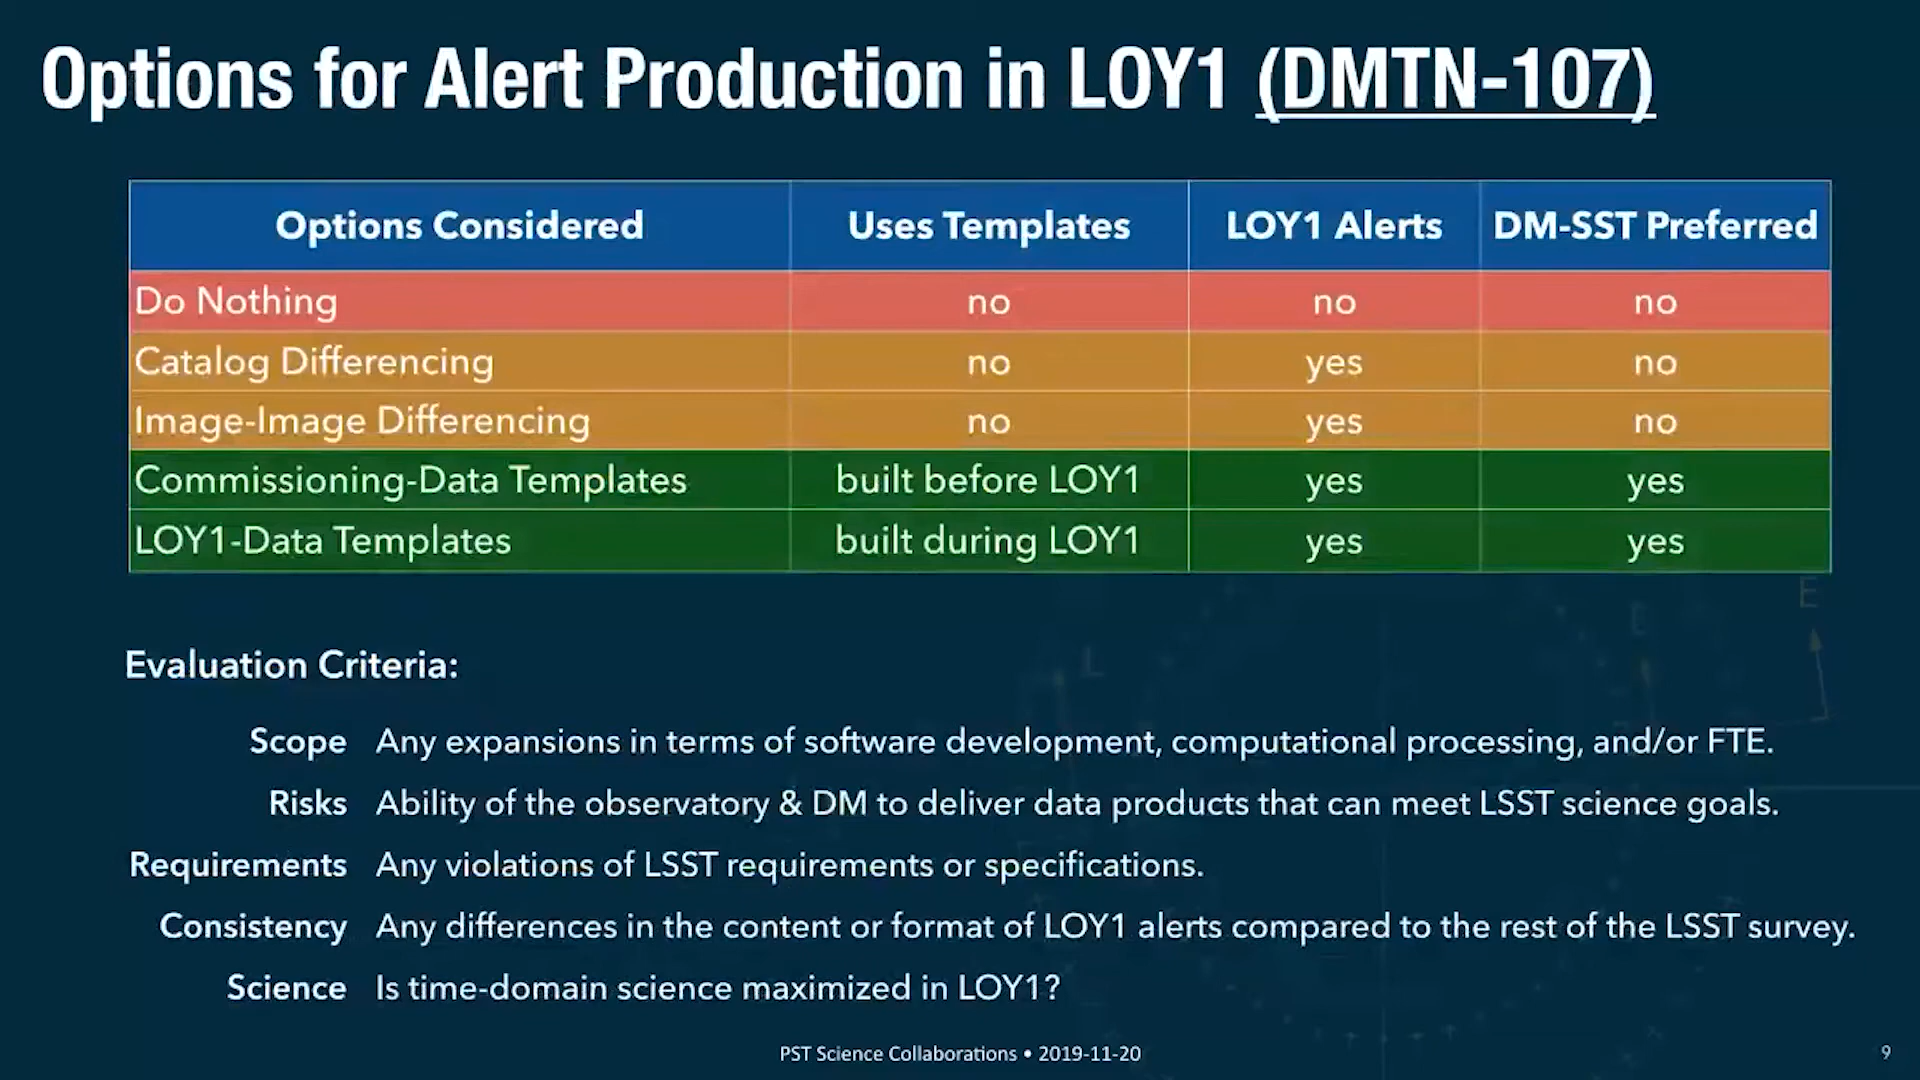 Options for Alert Production in LOY1 (DMTN-107)
Options Considered Uses Templates LOY1 Alerts DM-SST Preferred
Do Nothing no no no
Catalog Differencing no yes no
Image-Image Differencing no yes no
Commissioning-Data Templates built before LOY1 yes yes
LOY1-Data Templates built during LOY1 yes yes
E
L
Evaluation Criteria:
Scope Any expansions in terms of software development, computational processing, and/or FTE.
Risks Ability of the observatory & DM to deliver data products that can meet LSST science goals.
Requirements Any violations of LSST requirements or specifications.
Consistency Any differences in the content or format of LOY1 alerts compared to the rest of the LSST survey.
Science Is time-domain science maximized in LOY1?
PST Science Collaborations • 2019-11-20
9